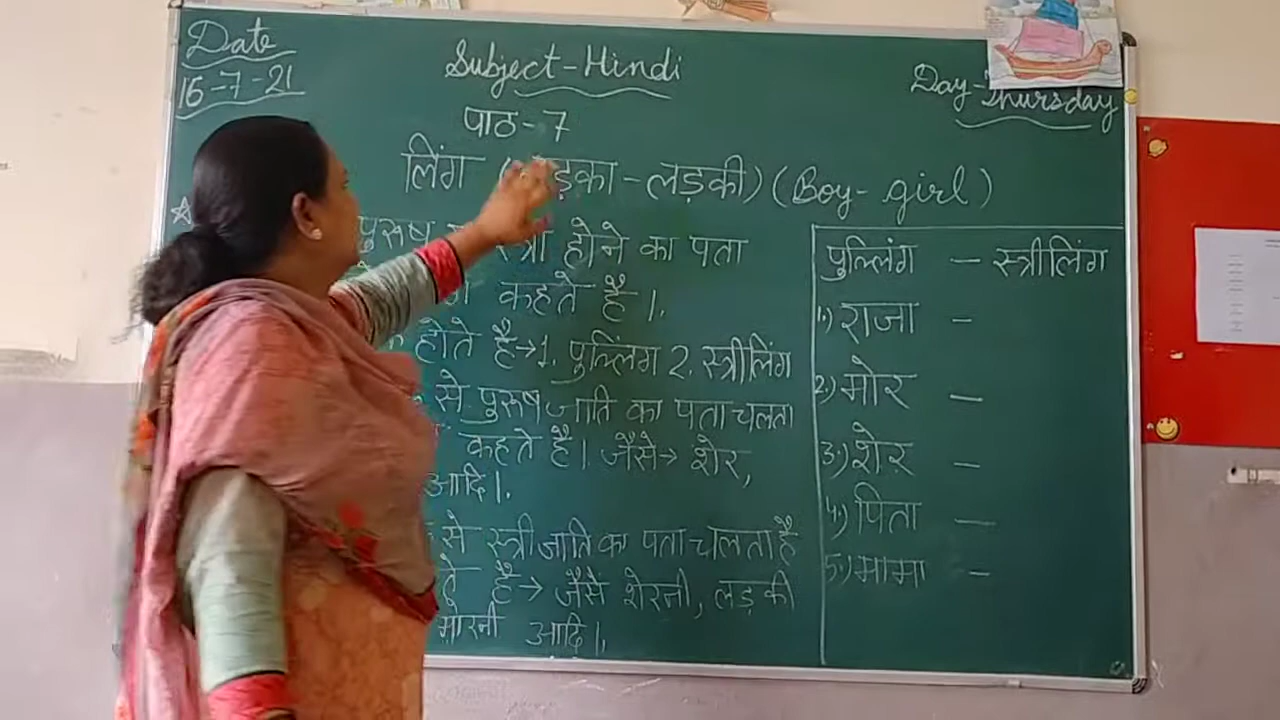 Date
Subject-Hindi
Day-Thursday
16-7-21
पाठ-7
लिंग लड़का-लड़की) (Boy-girl)
पुरुष स्त्री होने का पता
कहते है।
होते है→1. पुल्लिंग 2. स्त्रीलिंग
से पुरुष जाति का पता चलता
कहते है। जैसे→ शेर,
आदि।
से स्त्री जाति का पता चलता है
है→ जैसे शेरनी, लड़की
मोरनी आदि।
पुल्लिंग - स्त्रीलिंग
1.) राजा -
2.) मोर -
3.) शेर -
4.) पिता -
5.) मामा -